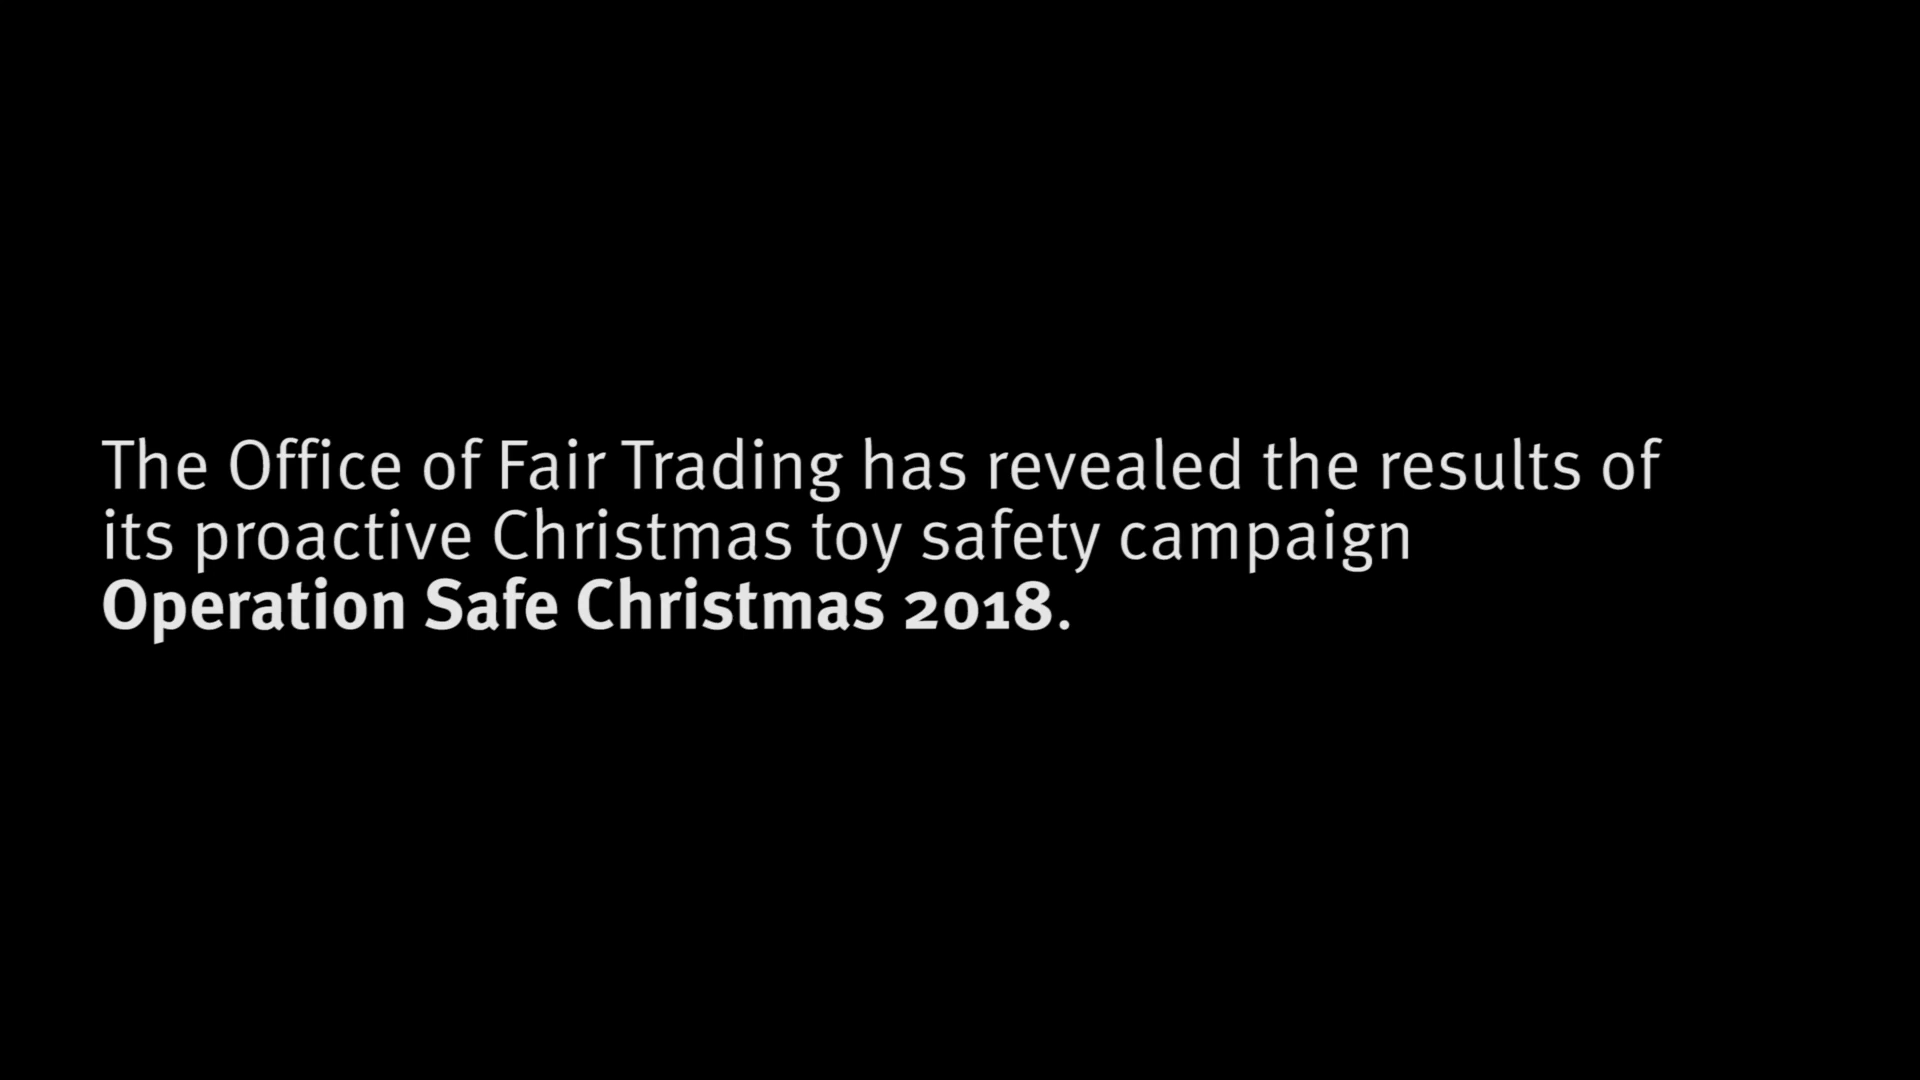 The Office of Fair Trading has revealed the results of
its proactive Christmas toy safety campaign
Operation Safe Christmas 2018.